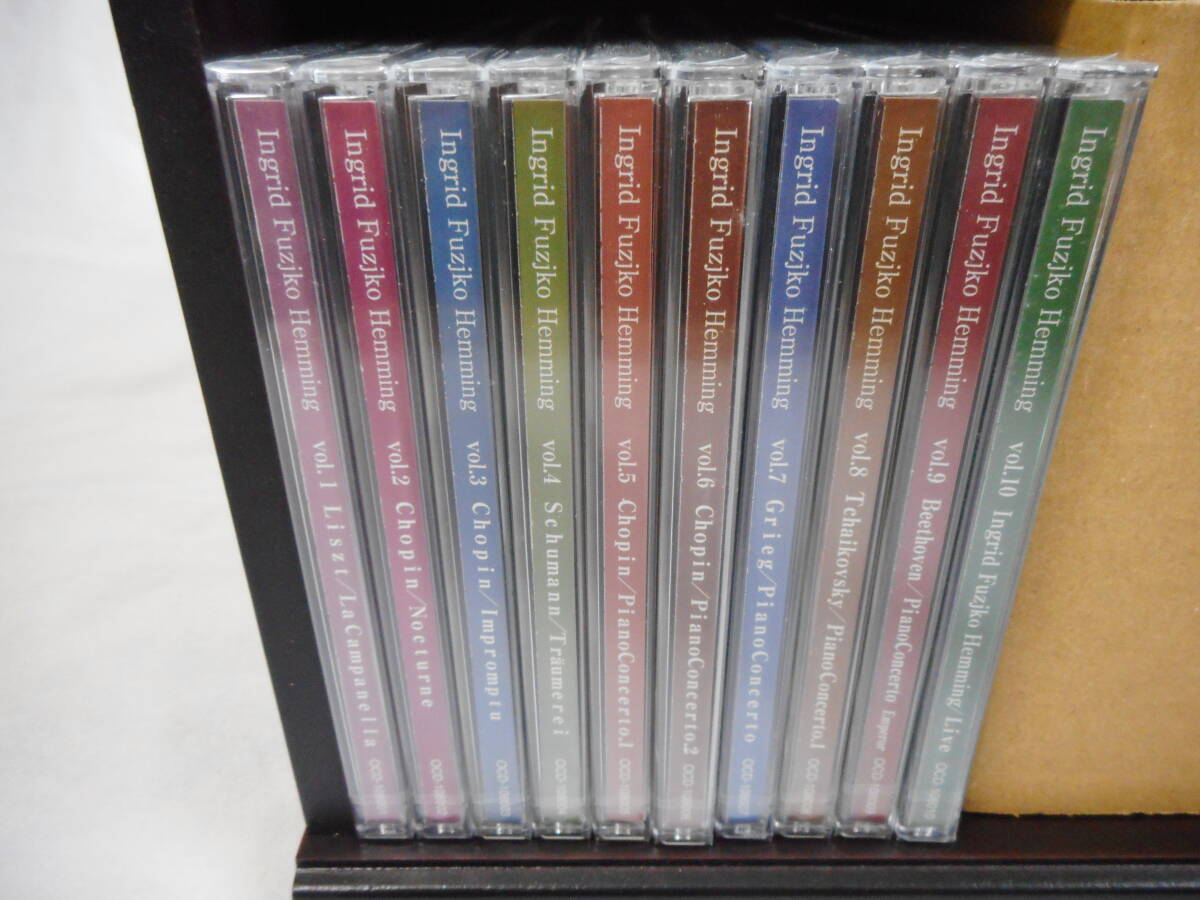 Ingrid Fuzjko Hemming vol.1 Liszt/LaCampanella
Ingrid Fuzjko Hemming vol.2 Chopin/Nocturne
Ingrid Fuzjko Hemming vol.3 Chopin/Impromptu
Ingrid Fuzjko Hemming vol.4 Schumann/Träumerei
Ingrid Fuzjko Hemming vol.5 Chopin/PianoConcerto.1
Ingrid Fuzjko Hemming vol.6 Chopin/PianoConcerto.2
Ingrid Fuzjko Hemming vol.7 Grieg/PianoConcerto
Ingrid Fuzjko Hemming vol.8 Tchaikovsky/PianoConcerto.1
Ingrid Fuzjko Hemming vol.9 Beethoven/PianoConcerto Emperor
Ingrid Fuzjko Hemming vol.10 Ingrid Fuzjko Hemming/Live